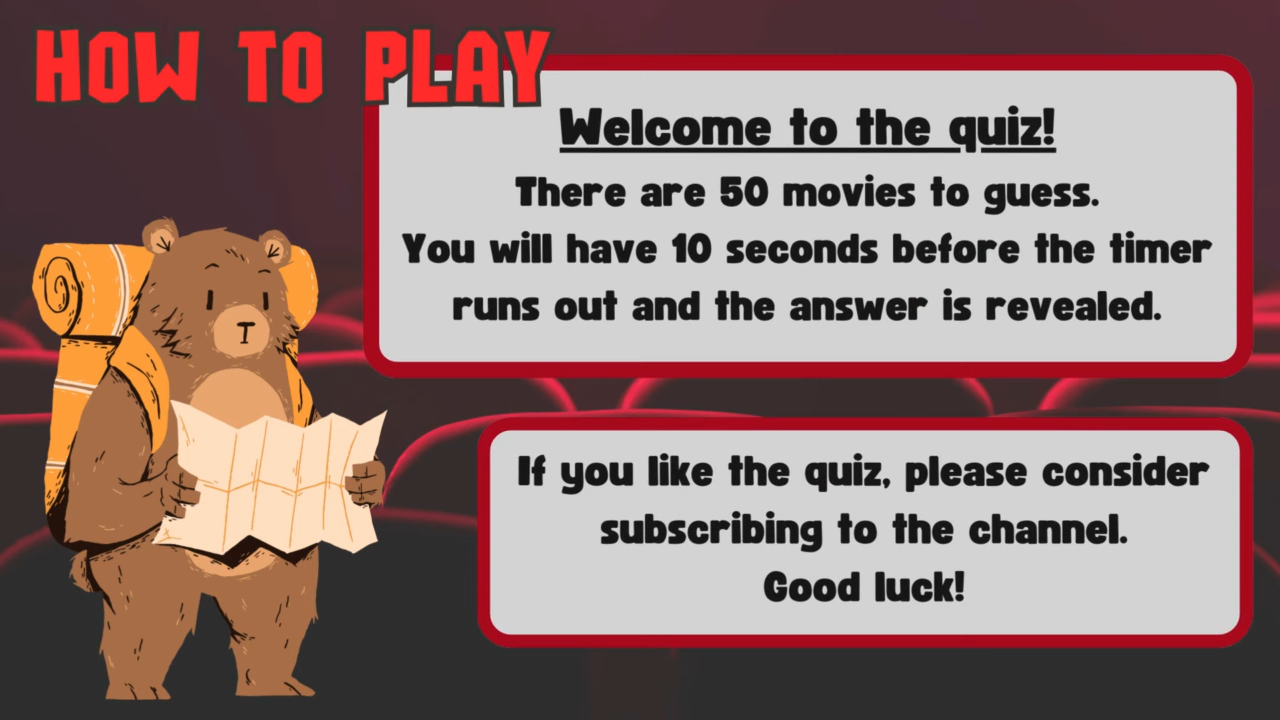 HOW TO PLAY
Welcome to the quiz!
There are 50 movies to guess.
You will have 10 seconds before the timer
runs out and the answer is revealed.
If you like the quiz, please consider
subscribing to the channel.
Good luck!